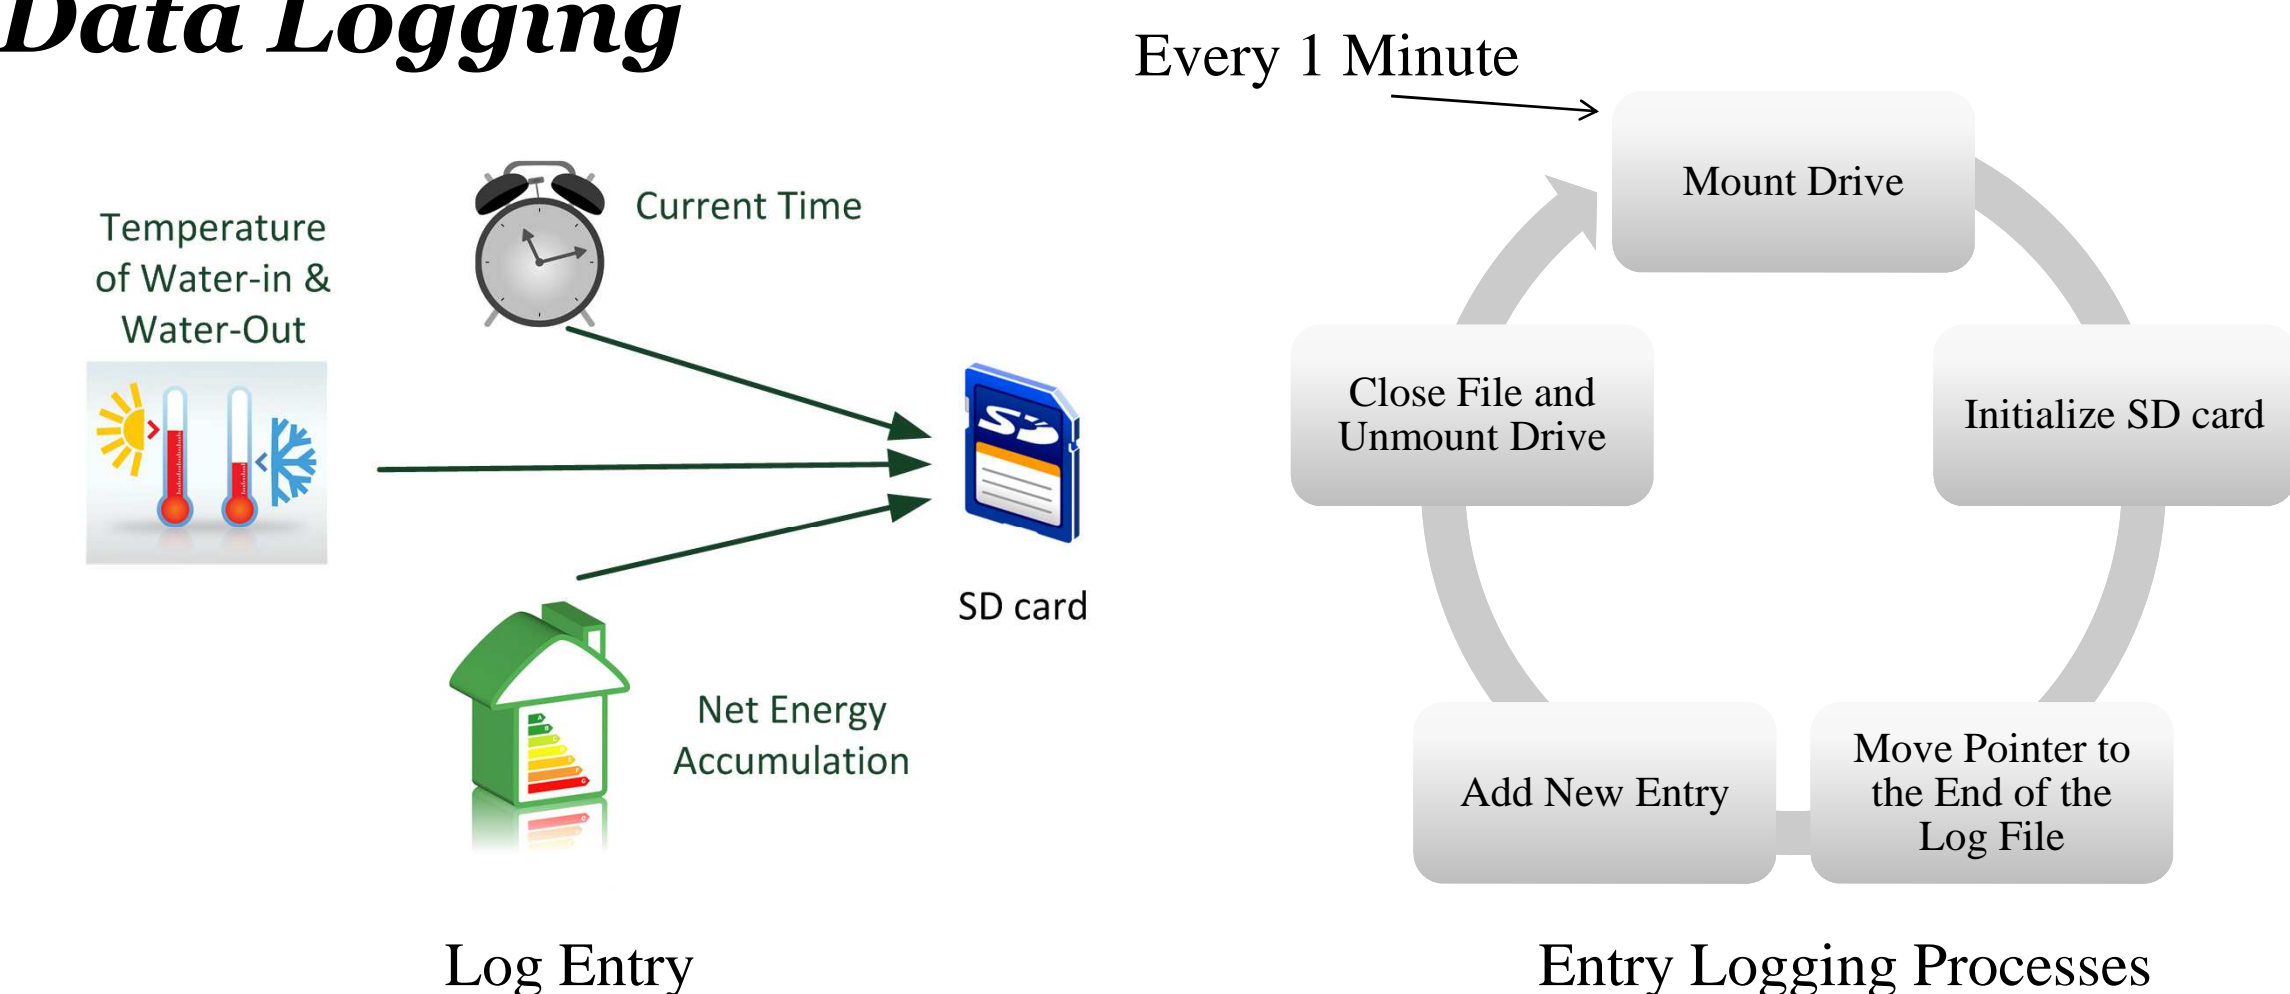 Data Logging
Every 1 Minute
Current Time
Temperature
of Water-in &
Water-Out
SD
SD card
Net Energy
Accumulation
Log Entry
Mount Drive
Initialize SD card
Move Pointer to
the End of the
Log File
Add New Entry
Close File and
Unmount Drive
Entry Logging Processes